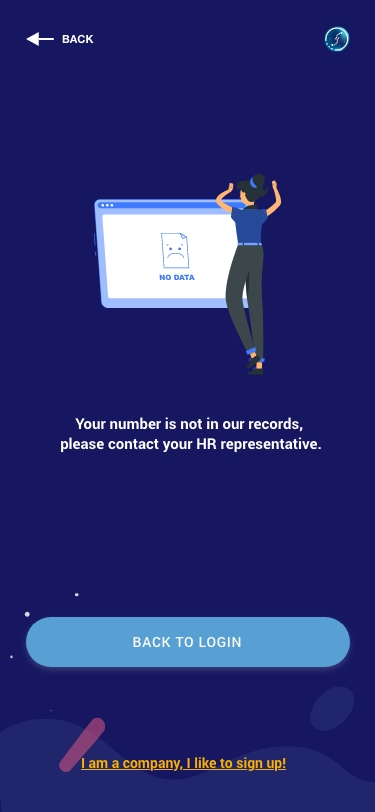 BACK
NO DATA
Your number is not in our records,
please contact your HR representative.
BACK TO LOGIN
I am a company, I like to sign up!